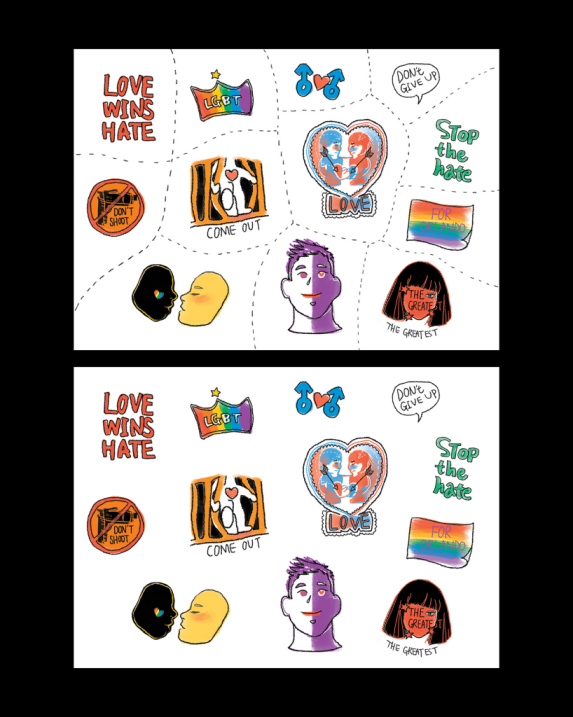 LOVE
WINS
HATE
LGBT
DON'T
GIVE UP
Stop
the
hate
DON'T
SHOOT
COME OUT
LOVE
FOR
ORLANDO
THE
GREATEST
THE GREATEST
LOVE
WINS
HATE
LGBT
DON'T
GIVE UP
Stop
the
hate
DON'T
SHOOT
COME OUT
LOVE
FOR
ORLANDO
THE
GREATEST
THE GREATEST